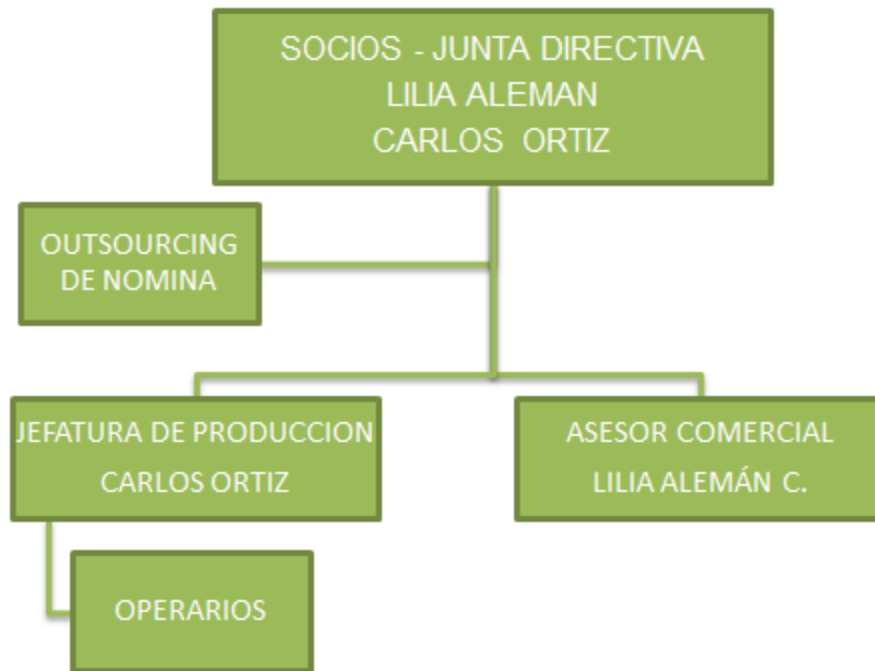 SOCIOS - JUNTA DIRECTIVA
LILIA ALEMAN
CARLOS ORTIZ
OUTSOURCING
DE NOMINA
JEFATURA DE PRODUCCION
CARLOS ORTIZ
ASESOR COMERCIAL
LILIA ALEMÁN C.
OPERARIOS